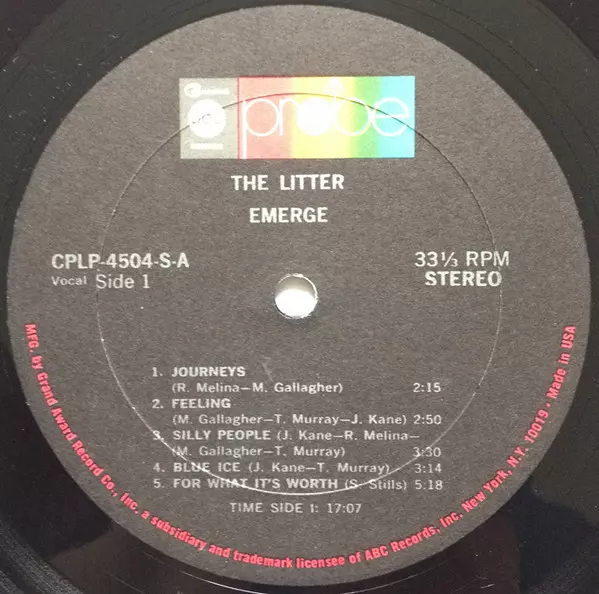 probe
THE LITTER
EMERGE
CPLP-4504-S-A
Vocal Side 1
33⅓ RPM
STEREO
1. JOURNEYS
(R. Melina—M. Gallagher) 2:15
2. FEELING
(M. Gallagher—T. Murray—J. Kane) 2:50
3. SILLY PEOPLE (J. Kane—R. Melina—
(M. Gallagher—T. Murray) 3:30
4. BLUE ICE (J. Kane—T. Murray) 3:14
5. FOR WHAT IT'S WORTH (S. Stills) 5:18
TIME SIDE 1: 17:07
MFG. by Grand Award Record Co., Inc. a subsidiary and trademark licensee of ABC Records, Inc. New York, N.Y. 10019 • Made in USA